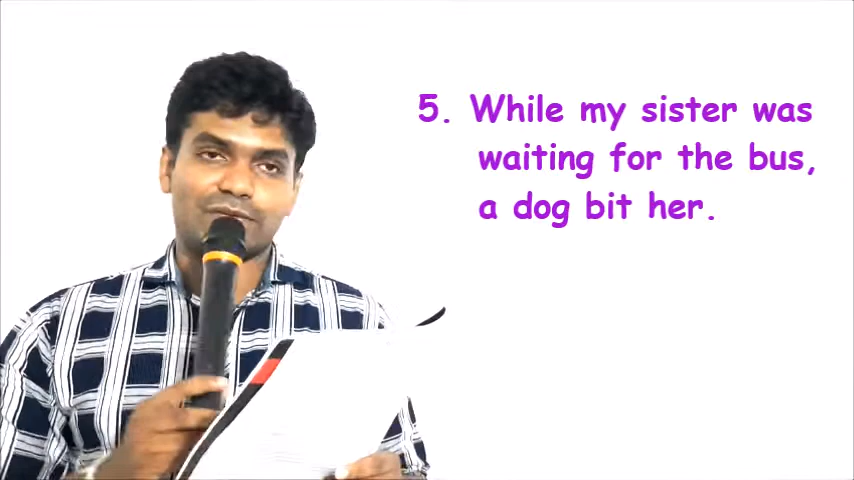 5. While my sister was
waiting for the bus,
a dog bit her.